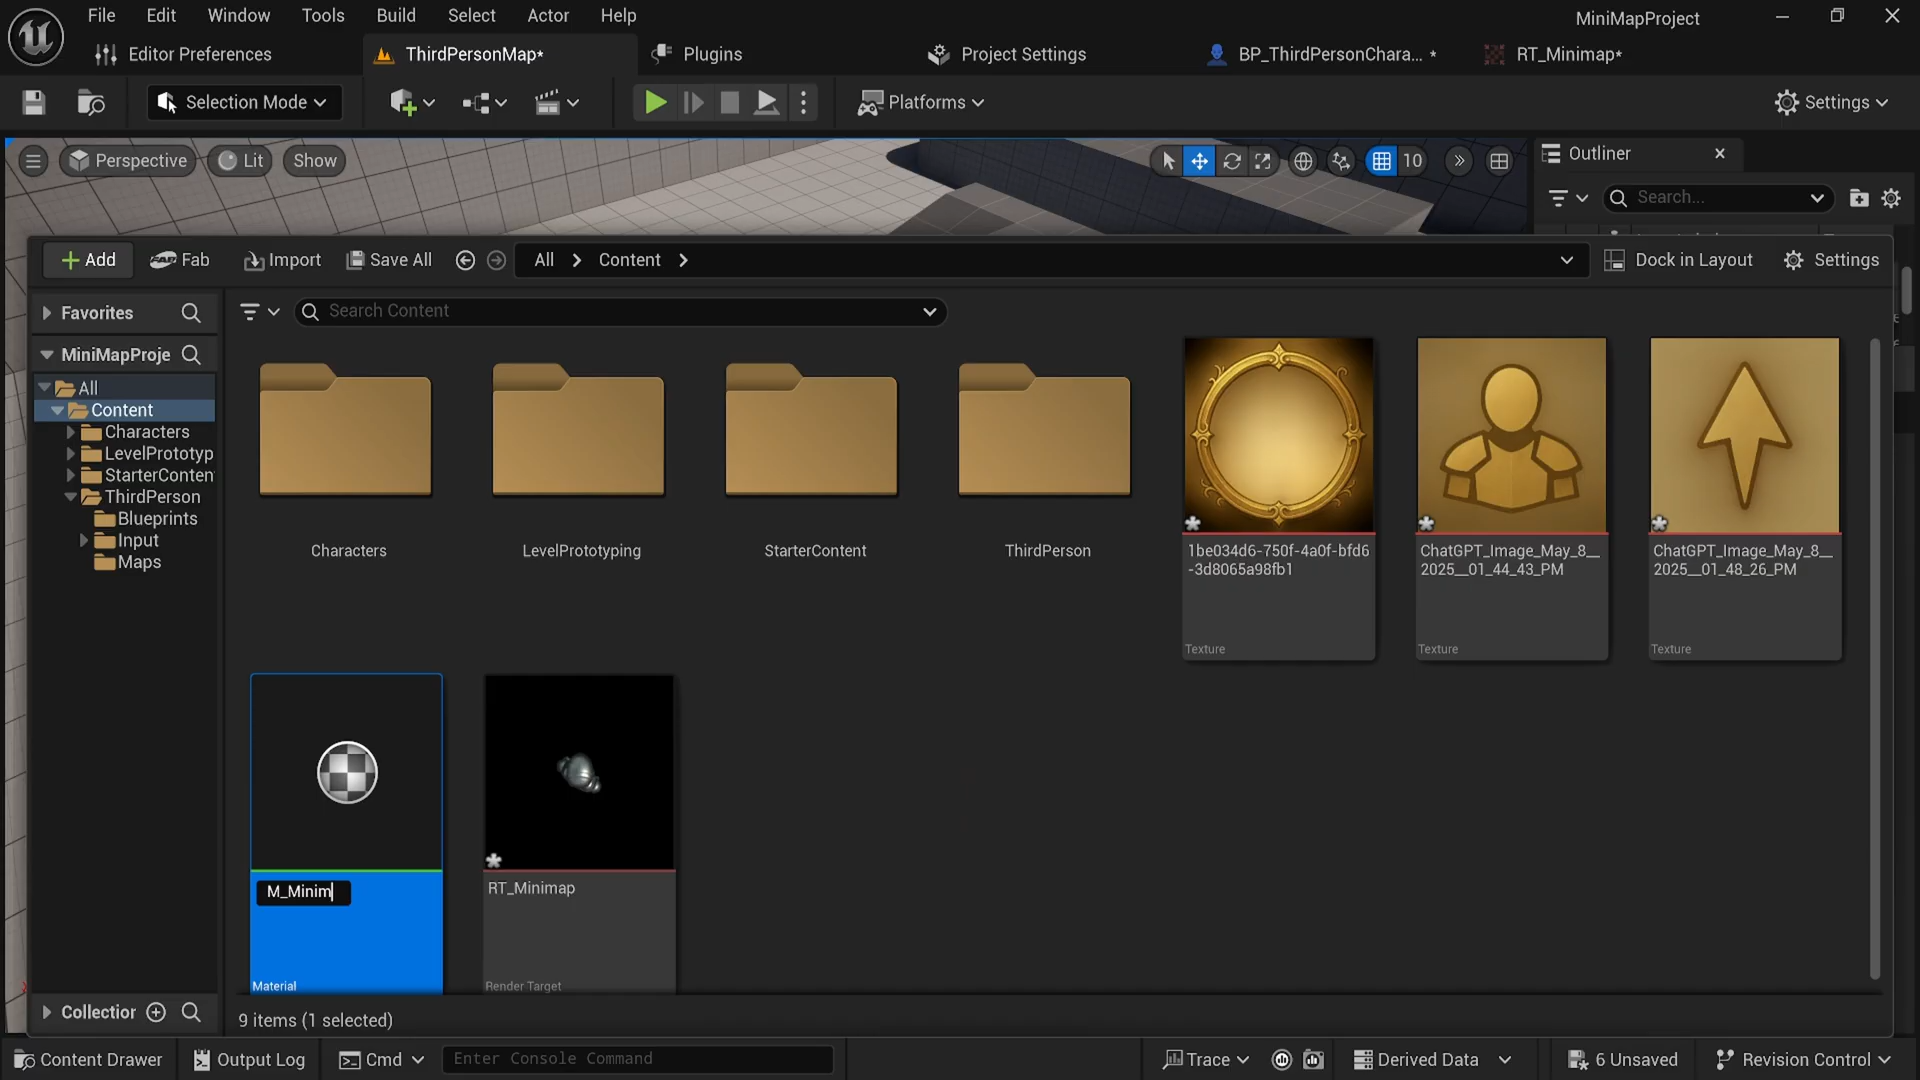 File Edit Window Tools Build Select Actor Help
MiniMapProject
Editor Preferences
ThirdPersonMap*
Plugins
Project Settings
BP_ThirdPersonChara... *
RT_Minimap*
Selection Mode
Platforms
Settings
Perspective
Lit
Show
10
Outliner
Search...
Add
Fab
Import
Save All
All
Content
Dock in Layout
Settings
Favorites
Search Content
MiniMapProje
All
Content
Characters
LevelPrototyp
StarterConten
ThirdPerson
Blueprints
Input
Maps
Characters
LevelPrototyping
StarterContent
ThirdPerson
1be034d6-750f-4a0f-bfd6
-3d8065a98fb1
Texture
ChatGPT_Image_May_8__
2025__01_44_43_PM
Texture
ChatGPT_Image_May_8__
2025__01_48_26_PM
Texture
M_Minim
Material
RT_Minimap
Render Target
Collection
9 items (1 selected)
Content Drawer
Output Log
Cmd
Enter Console Command
Trace
Derived Data
6 Unsaved
Revision Control